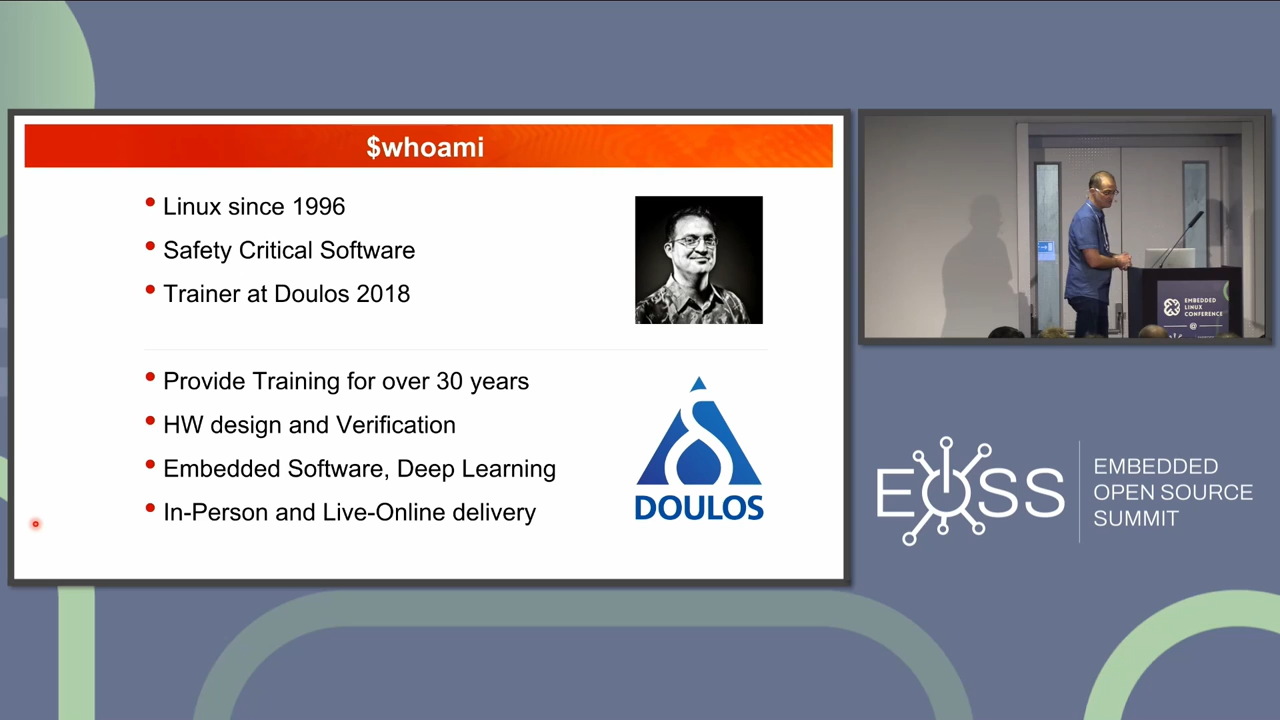 $whoami
Linux since 1996
Safety Critical Software
Trainer at Doulos 2018
Provide Training for over 30 years
HW design and Verification
Embedded Software, Deep Learning
In-Person and Live-Online delivery
DOULOS
EMBEDDED
LINUX
CONFERENCE
@
EOSS
EMBEDDED
OPEN SOURCE
SUMMIT